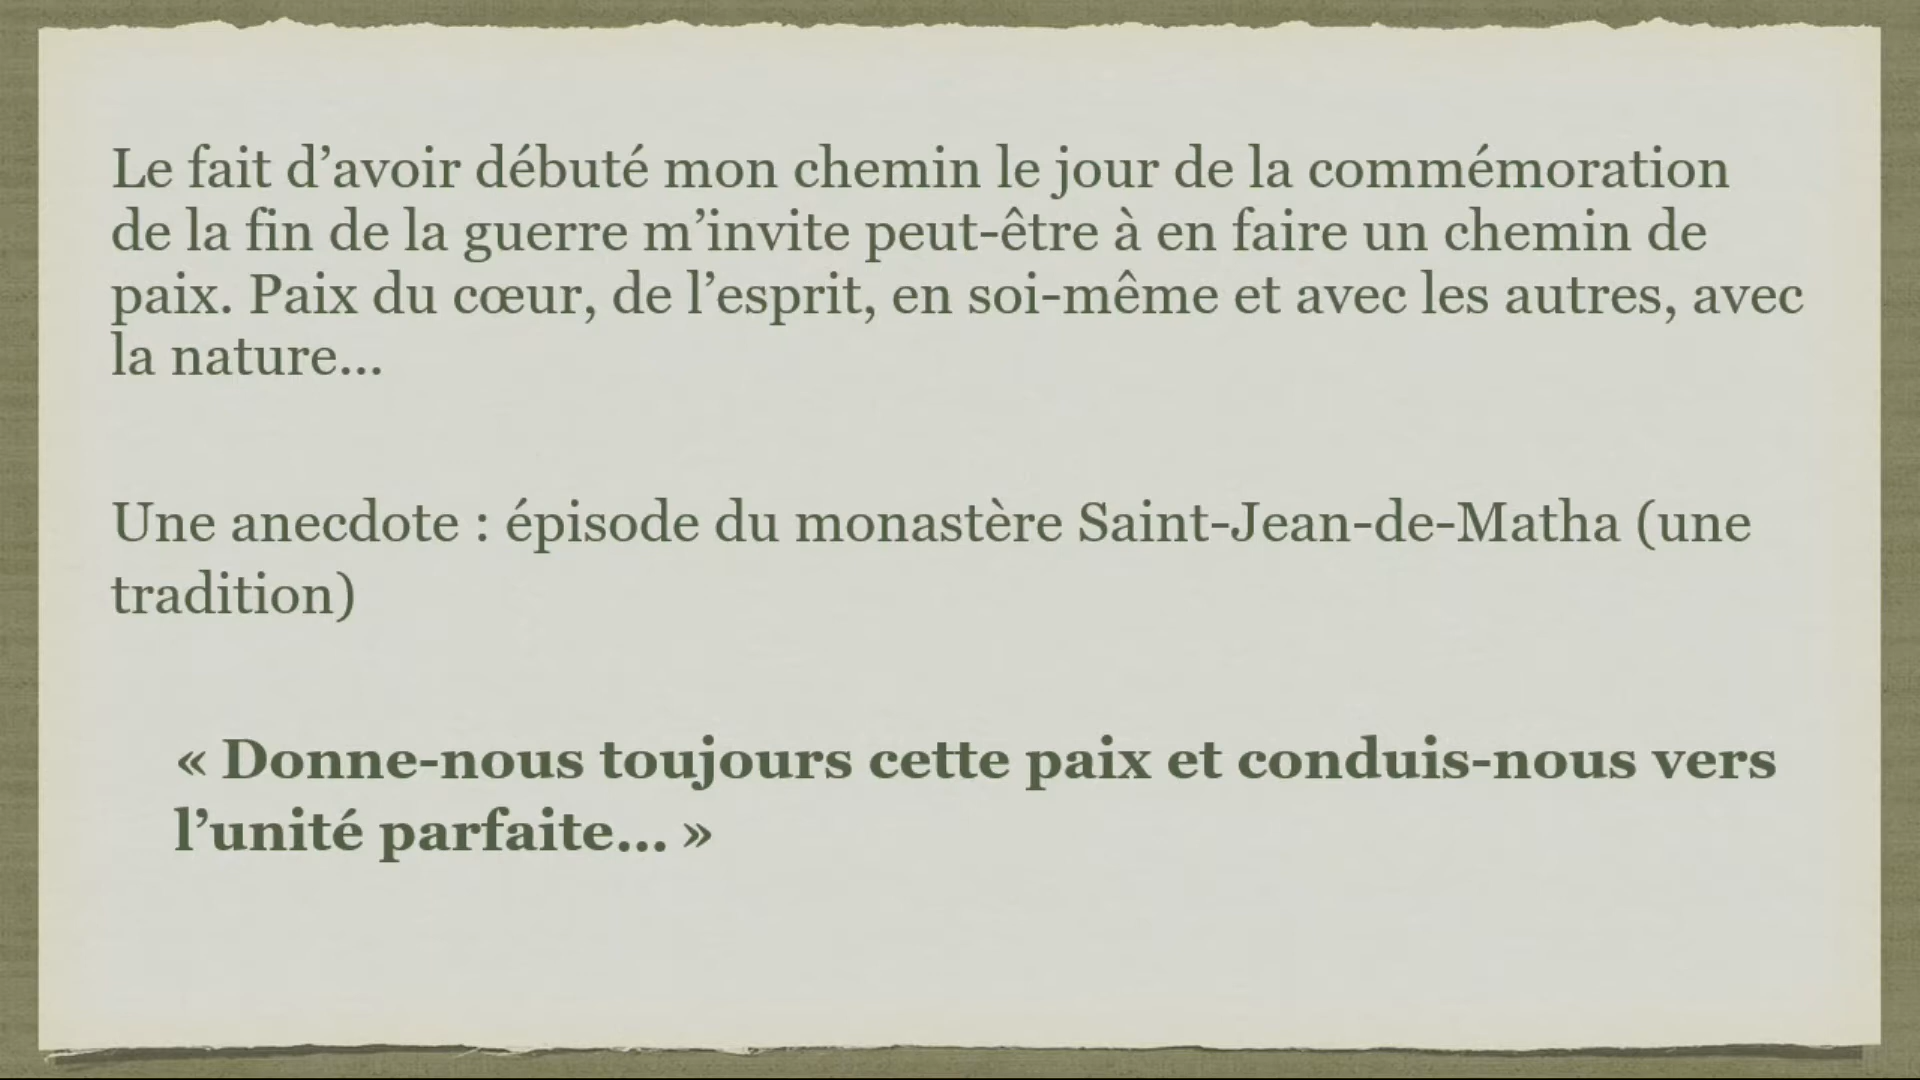 Le fait d’avoir débuté mon chemin le jour de la commémoration
de la fin de la guerre m’invite peut-être à en faire un chemin de
paix. Paix du cœur, de l’esprit, en soi-même et avec les autres, avec
la nature...
Une anecdote : épisode du monastère Saint-Jean-de-Matha (une
tradition)
« Donne-nous toujours cette paix et conduis-nous vers
l’unité parfaite... »